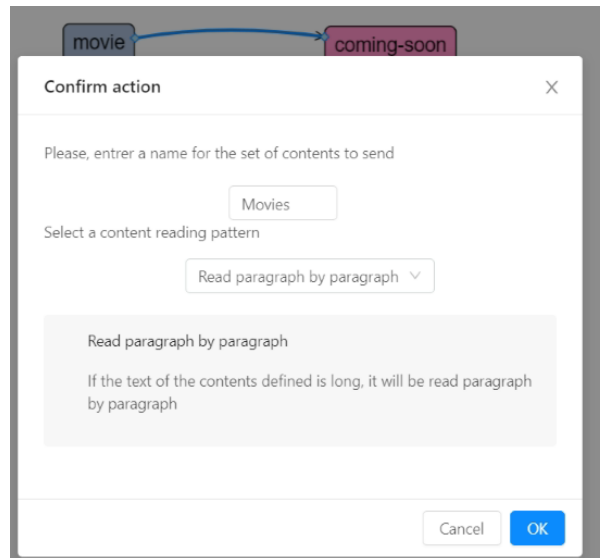 movie
coming-soon
Confirm action
Please, entrer a name for the set of contents to send
Movies
Select a content reading pattern
Read paragraph by paragraph
Read paragraph by paragraph
If the text of the contents defined is long, it will be read paragraph
by paragraph
Cancel
OK